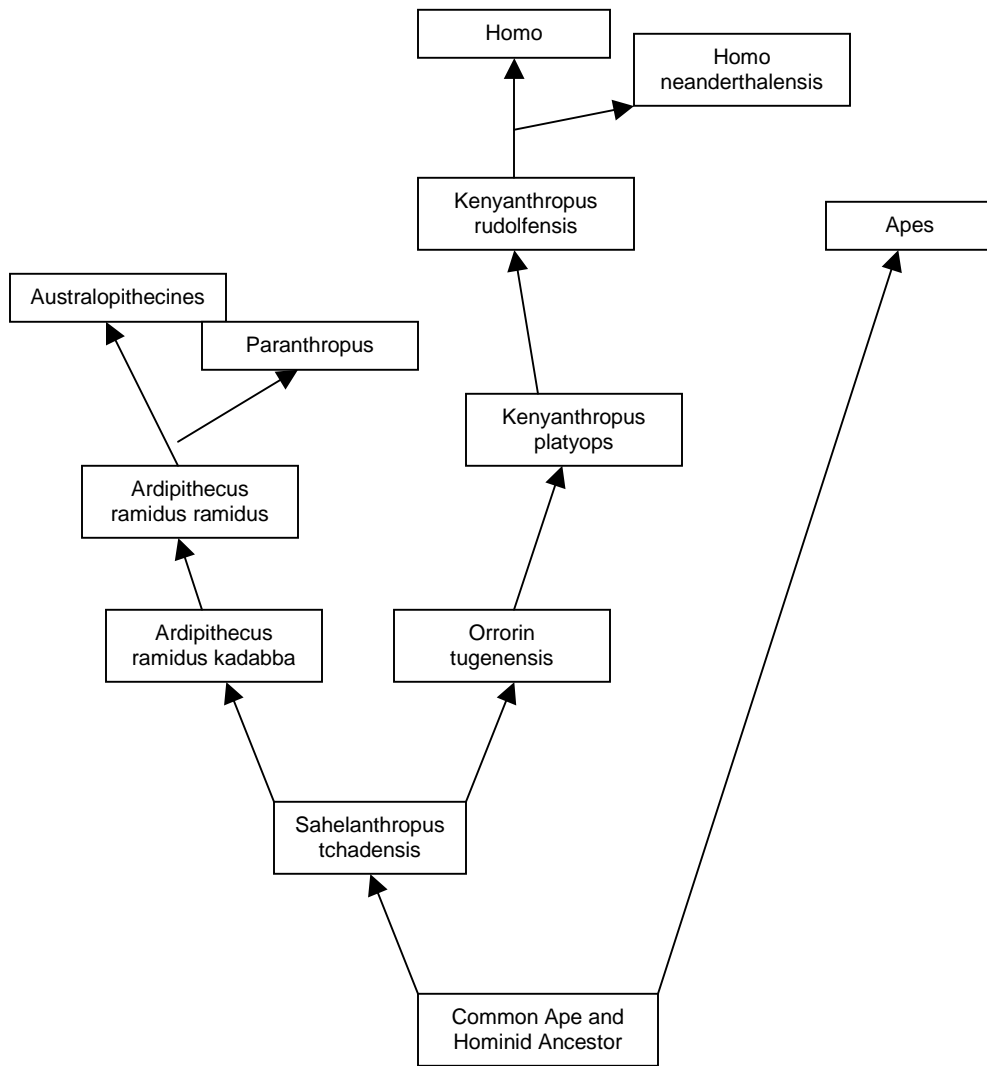 Homo
Homo
neanderthalensis
Kenyanthropus
rudolfensis
Apes
Australopithecines
Paranthropus
Kenyanthropus
platyops
Ardipithecus
ramidus ramidus
Ardipithecus
ramidus kadabba
Orrorin
tugenensis
Sahelanthropus
tchadensis
Common Ape and
Hominid Ancestor